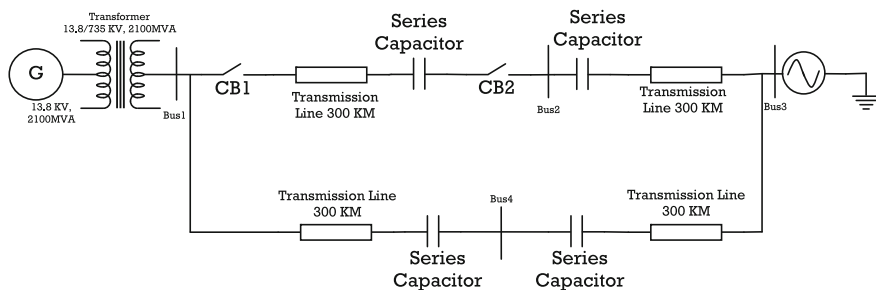 Transformer
13.8/735 KV, 2100MVA
G
13.8 KV,
2100MVA
Bus1
CB1
Transmission
Line 300 KM
Series
Capacitor
CB2
Bus2
Series
Capacitor
Transmission
Line 300 KM
Bus3
Transmission Line
300 KM
Series
Capacitor
Bus4
Series
Capacitor
Transmission Line
300 KM